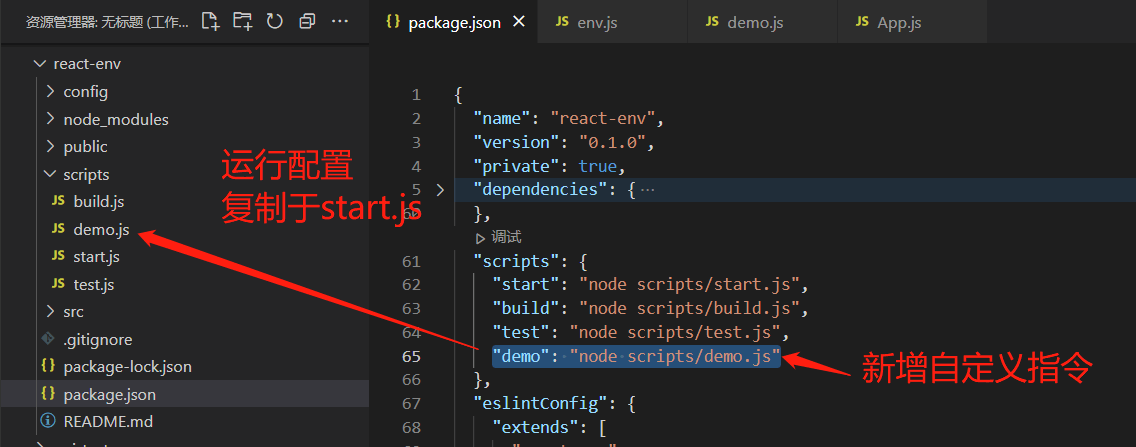 资源管理器: 无标题 (工作...
react-env
config
node_modules
public
scripts
JS build.js
JS demo.js
JS start.js
JS test.js
src
.gitignore
{} package-lock.json
{} package.json
README.md
运行配置
复制于start.js
{} package.json
JS env.js
JS demo.js
JS App.js
1 {
2 "name": "react-env",
3 "version": "0.1.0",
4 "private": true,
5 "dependencies": { ...
60 },
调试
61 "scripts": {
62 "start": "node scripts/start.js",
63 "build": "node scripts/build.js",
64 "test": "node scripts/test.js",
65 "demo": "node scripts/demo.js"
66 },
67 "eslintConfig": {
68 "extends": [
新增自定义指令